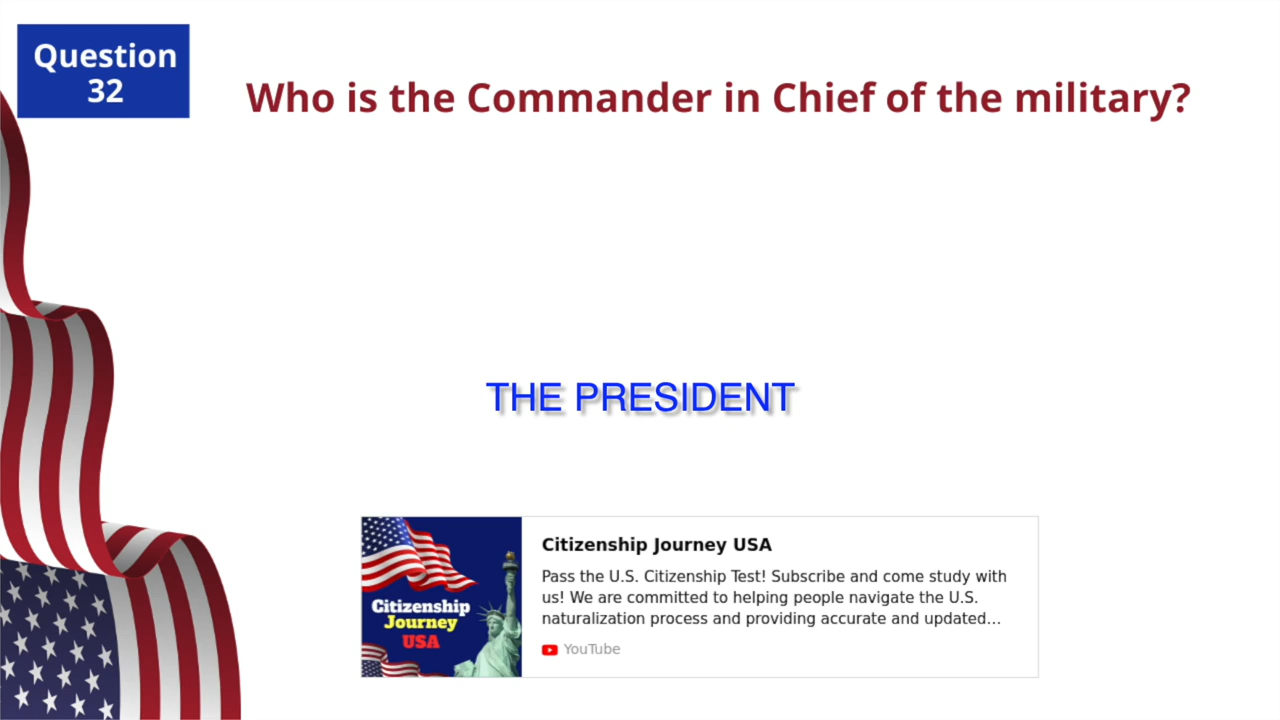 Question
32
Who is the Commander in Chief of the military?
THE PRESIDENT
Citizenship Journey USA
Pass the U.S. Citizenship Test! Subscribe and come study with
us! We are committed to helping people navigate the U.S.
naturalization process and providing accurate and updated...
YouTube
Citizenship
Journey
USA